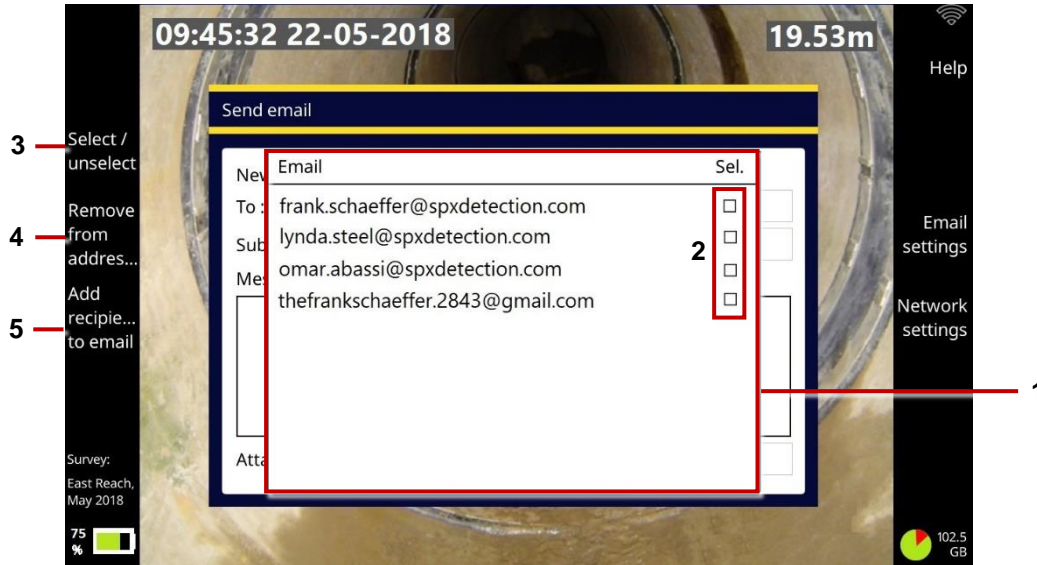 09:45:32 22-05-2018
19.53m
Help
Send email
3
Select /
unselect
Email
Sel.
New
To :
frank.schaeffer@spxdetection.com
Remove
from
addres...
4
Sub
lynda.steel@spxdetection.com
2
Email
settings
Mes
omar.abassi@spxdetection.com
thefrankschaeffer.2843@gmail.com
Add
recipie...
to email
5
Network
settings
1
Atta
Survey:
East Reach,
May 2018
75
%
102.5
GB